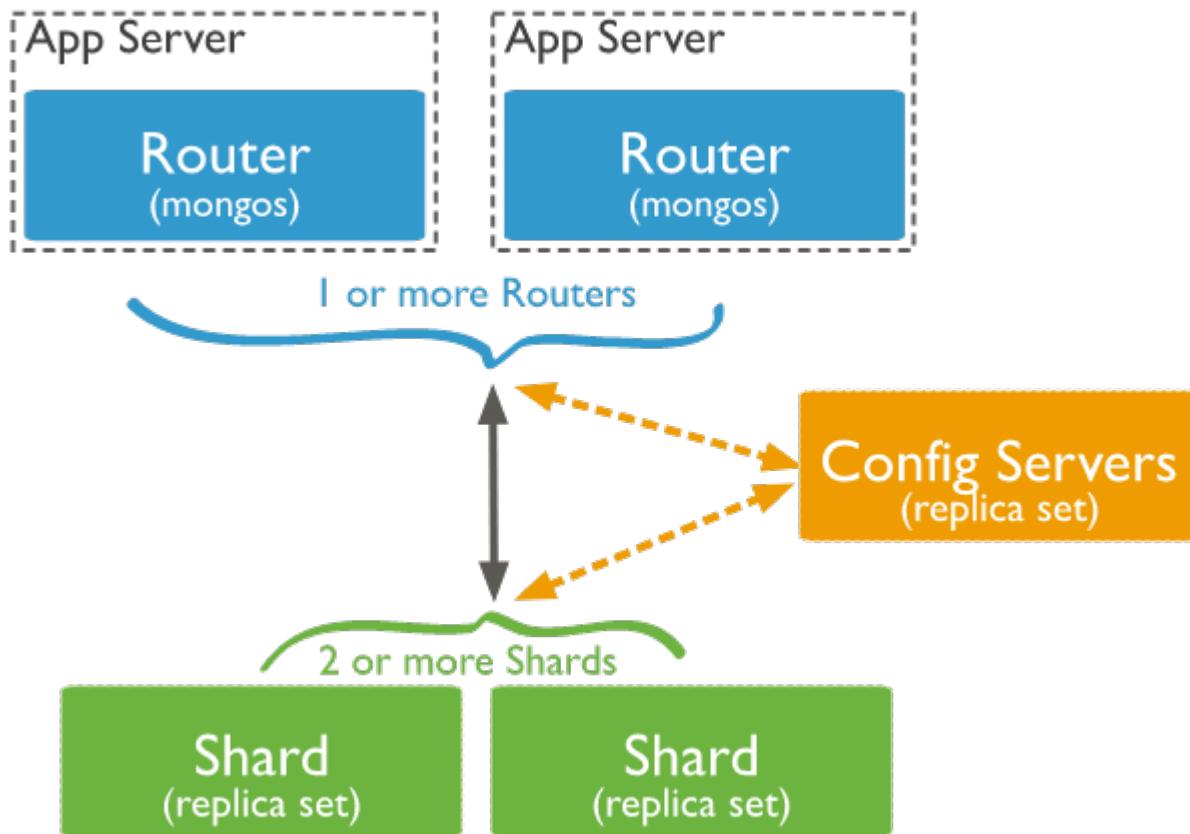 App Server
App Server
Router
(mongos)
Router
(mongos)
1 or more Routers
Config Servers
(replica set)
2 or more Shards
Shard
(replica set)
Shard
(replica set)